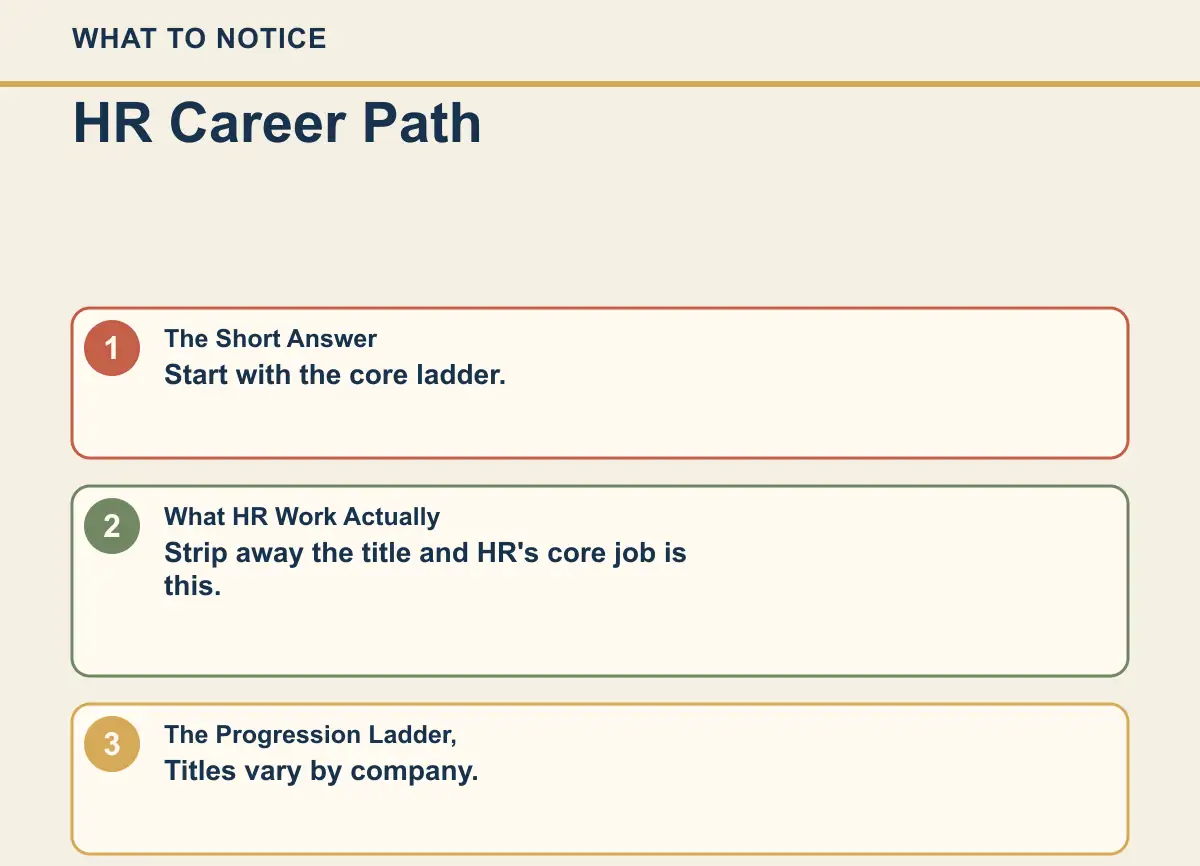 WHAT TO NOTICE
HR Career Path
1
The Short Answer
Start with the core ladder.
2
What HR Work Actually
Strip away the title and HR's core job is
this.
3
The Progression Ladder,
Titles vary by company.